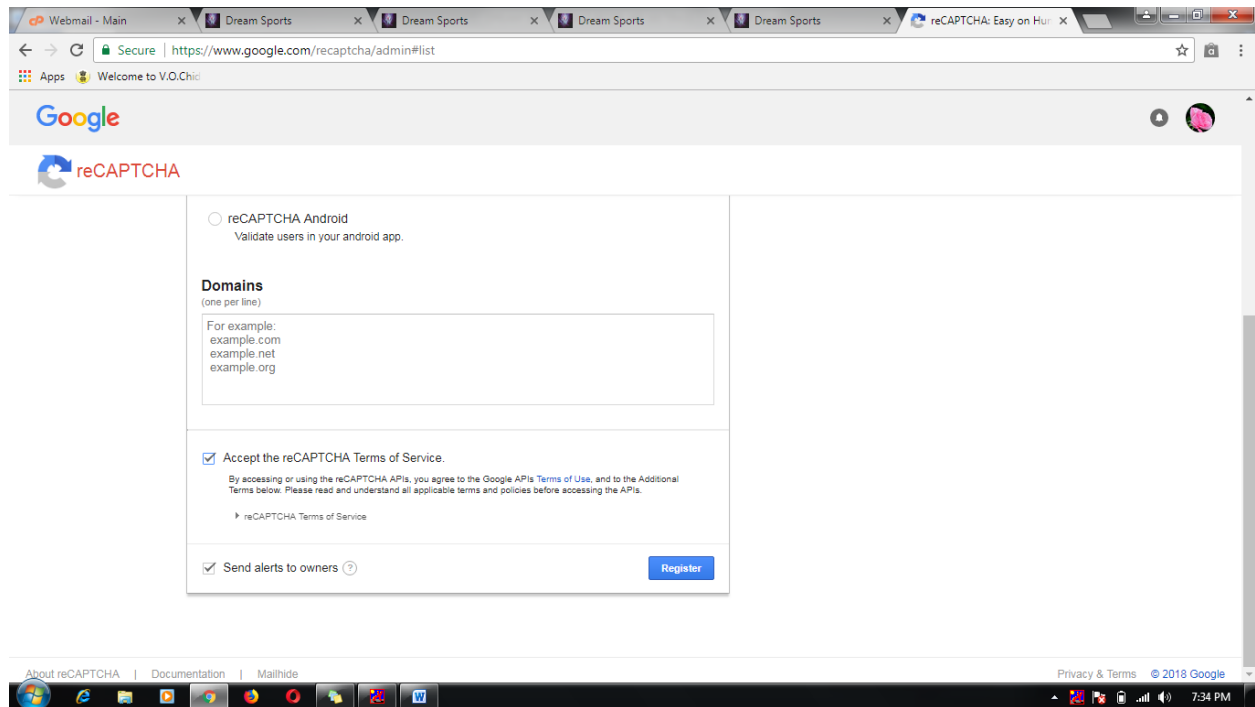 Webmail - Main
Dream Sports
Dream Sports
Dream Sports
Dream Sports
reCAPTCHA: Easy on Hum
Secure | https://www.google.com/recaptcha/admin#list
Apps
Welcome to V.O.Chid
Google
reCAPTCHA
reCAPTCHA Android
Validate users in your android app.
Domains
(one per line)
For example:
example.com
example.net
example.org
Accept the reCAPTCHA Terms of Service.
By accessing or using the reCAPTCHA APIs, you agree to the Google APIs Terms of Use, and to the Additional
Terms below. Please read and understand all applicable terms and policies before accessing the APIs.
reCAPTCHA Terms of Service
Send alerts to owners ?
Register
About reCAPTCHA | Documentation | Mailhide
Privacy & Terms © 2018 Google
7:34 PM